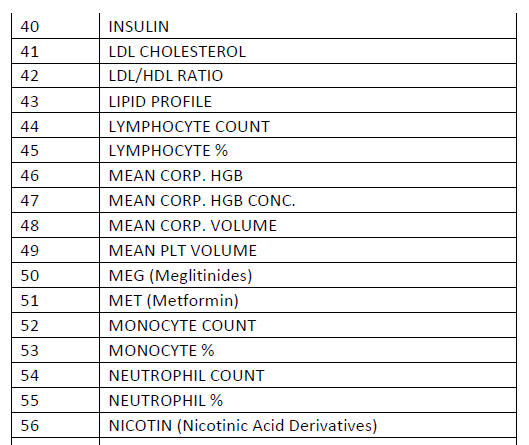 40 INSULIN
41 LDL CHOLESTEROL
42 LDL/HDL RATIO
43 LIPID PROFILE
44 LYMPHOCYTE COUNT
45 LYMPHOCYTE %
46 MEAN CORP. HGB
47 MEAN CORP. HGB CONC.
48 MEAN CORP. VOLUME
49 MEAN PLT VOLUME
50 MEG (Meglitinides)
51 MET (Metformin)
52 MONOCYTE COUNT
53 MONOCYTE %
54 NEUTROPHIL COUNT
55 NEUTROPHIL %
56 NICOTIN (Nicotinic Acid Derivatives)